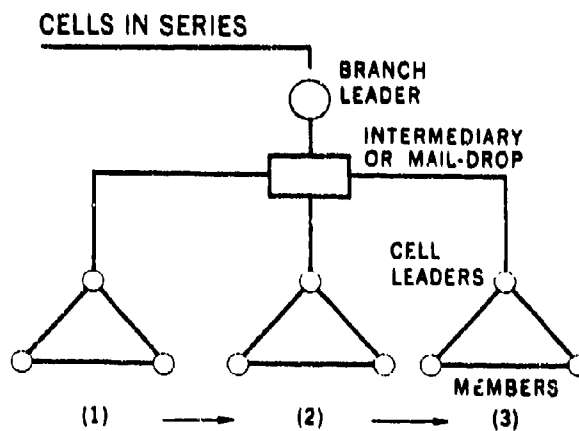 CELLS IN SERIES
BRANCH
LEADER
INTERMEDIARY
OR MAIL-DROP
CELL
LEADERS
MEMBERS
(1) (2) (3)